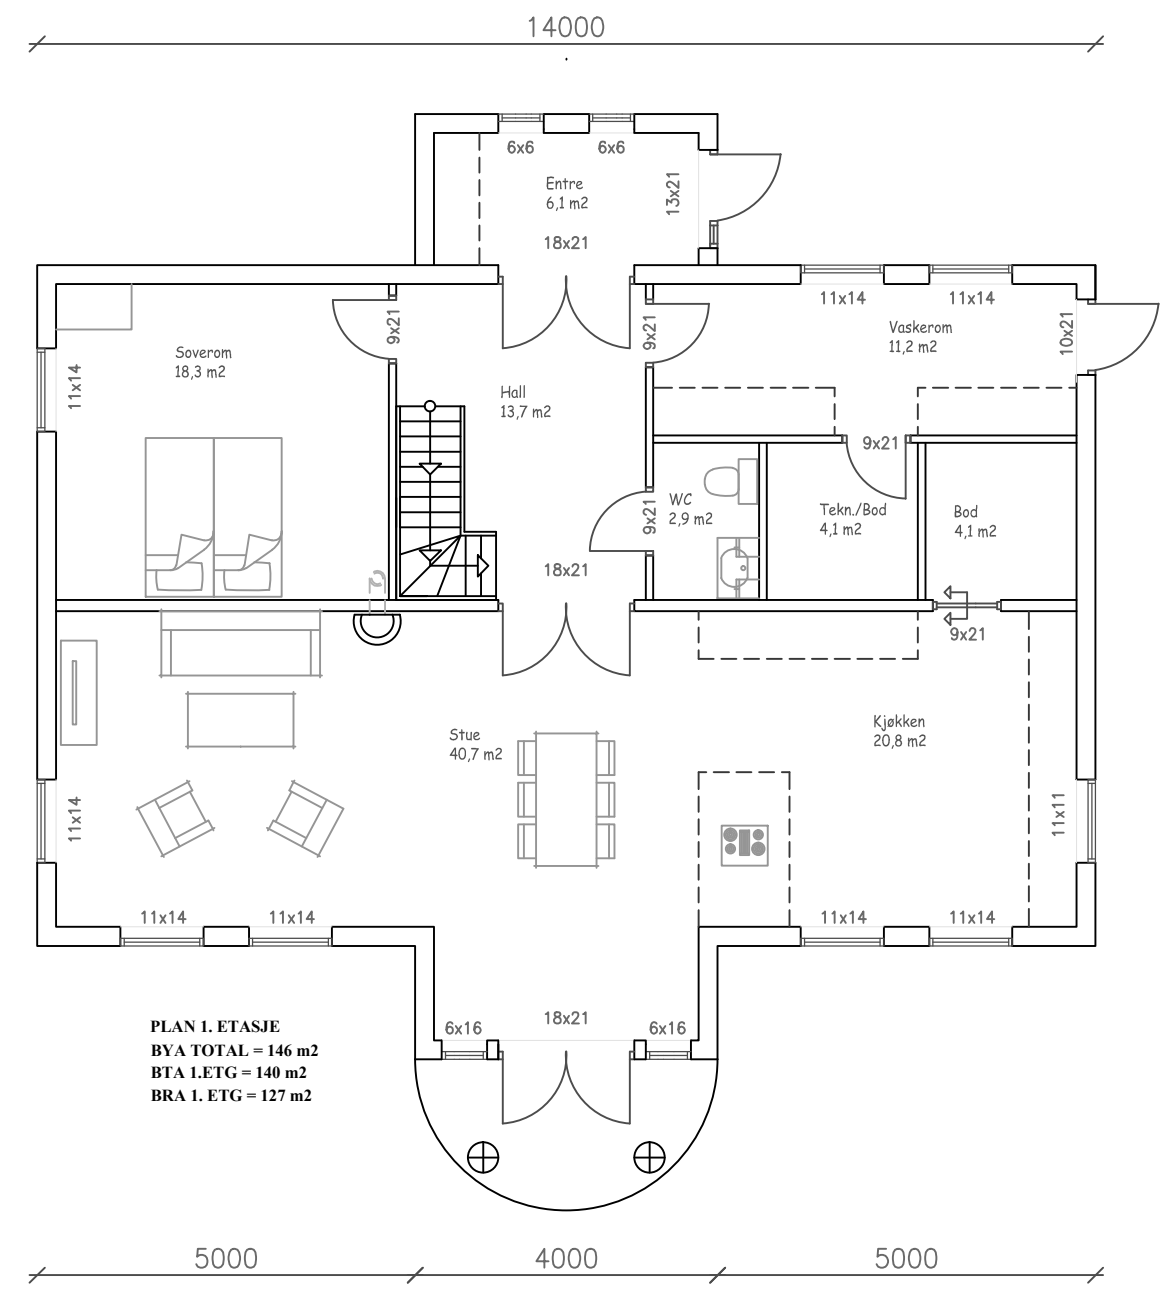 14000
6x6
6x6
Entre
6,1 m2
13x21
18x21
11x14
11x14
9x21
9x21
10x21
Soverom
18,3 m2
Vaskerom
11,2 m2
11x14
Hall
13,7 m2
9x21
WC
2,9 m2
9x21
Tekn./Bod
4,1 m2
Bod
4,1 m2
18x21
9x21
Stue
40,7 m2
Kjøkken
20,8 m2
11x14
11x11
11x14
11x14
11x14
11x14
6x16
18x21
6x16
PLAN 1. ETASJE
BYA TOTAL = 146 m2
BTA 1.ETG = 140 m2
BRA 1. ETG = 127 m2
5000
4000
5000